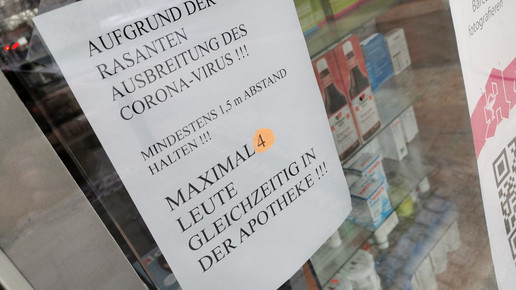 AUFGRUND DER
RASANTEN
AUSBREITUNG DES
CORONA-VIRUS !!!
MINDESTENS 1,5 m ABSTAND
HALTEN !!!
MAXIMAL 4
LEUTE
GLEICHZEITIG IN
DER APOTHEKE !!!
fotografieren